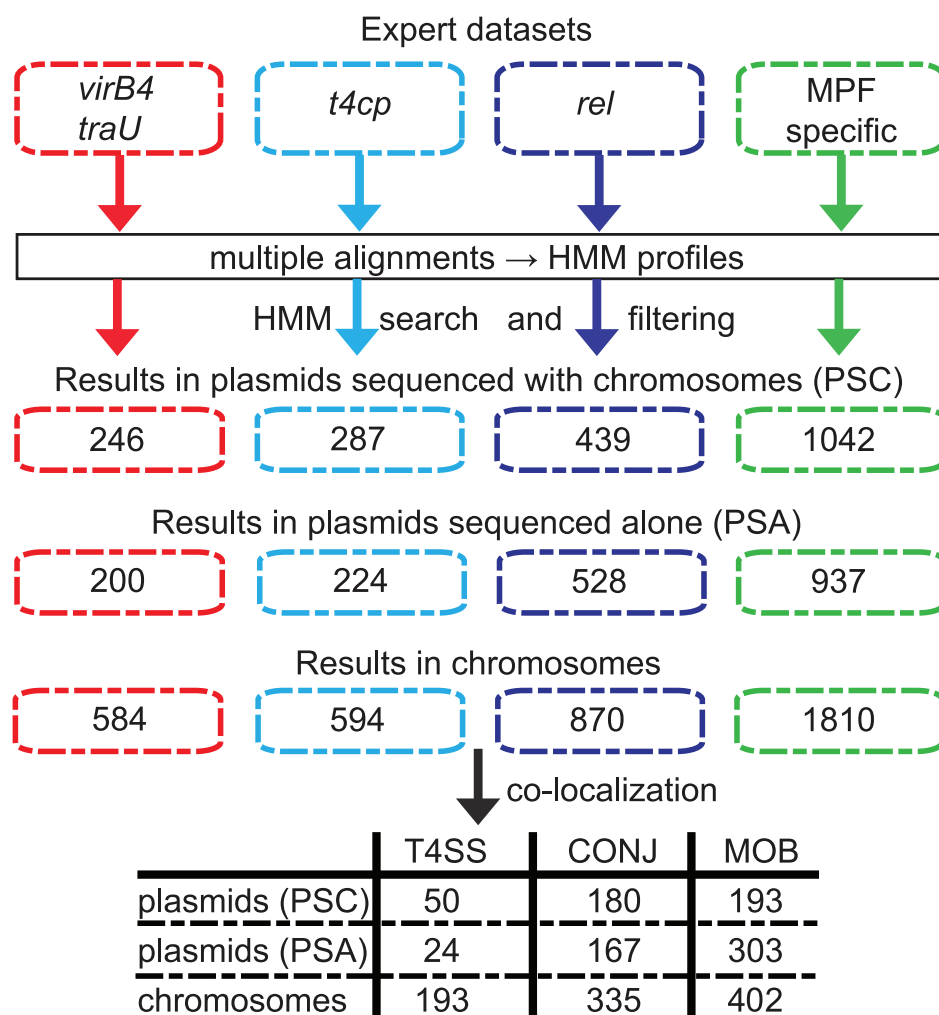 Expert datasets
virB4
traU
t4cp
rel
MPF
specific
multiple alignments → HMM profiles
HMM search and filtering
Results in plasmids sequenced with chromosomes (PSC)
246 287 439 1042
Results in plasmids sequenced alone (PSA)
200 224 528 937
Results in chromosomes
584 594 870 1810
co-localization
T4SS CONJ MOB
plasmids (PSC) 50 180 193
plasmids (PSA) 24 167 303
chromosomes 193 335 402